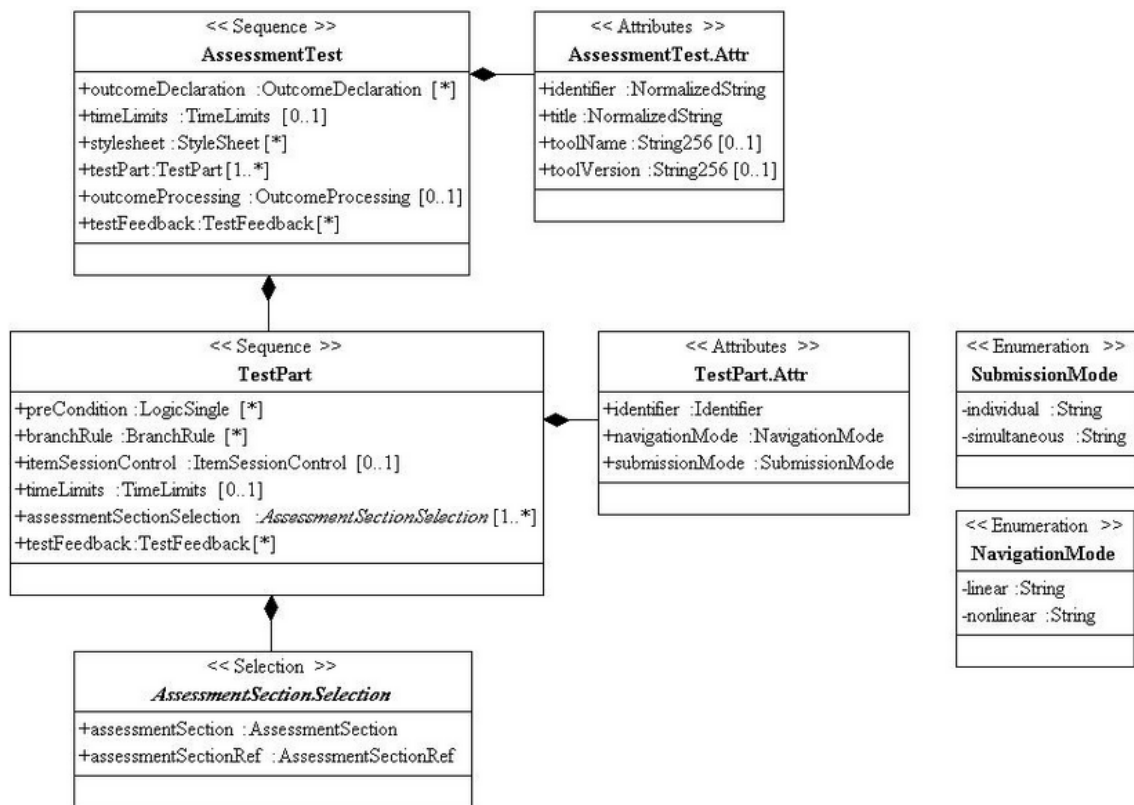 << Sequence >>
AssessmentTest
+outcomeDeclaration :OutcomeDeclaration [*]
+timeLimits :TimeLimits [0..1]
+stylesheet :StyleSheet [*]
+testPart:TestPart [1..*]
+outcomeProcessing :OutcomeProcessing [0..1]
+testFeedback:TestFeedback [*]
<< Attributes >>
AssessmentTest.Attr
+identifier :NormalizedString
+title :NormalizedString
+toolName :String256 [0..1]
+toolVersion :String256 [0..1]
<< Sequence >>
TestPart
+preCondition :LogicSingle [*]
+branchRule :BranchRule [*]
+itemSessionControl :ItemSessionControl [0..1]
+timeLimits :TimeLimits [0..1]
+assessmentSectionSelection :AssessmentSectionSelection [1..*]
+testFeedback:TestFeedback [*]
<< Attributes >>
TestPart.Attr
+identifier :Identifier
+navigationMode :NavigationMode
+submissionMode :SubmissionMode
<< Enumeration >>
SubmissionMode
-individual :String
-simultaneous :String
<< Enumeration >>
NavigationMode
-linear :String
-nonlinear :String
<< Selection >>
AssessmentSectionSelection
+assessmentSection :AssessmentSection
+assessmentSectionRef :AssessmentSectionRef